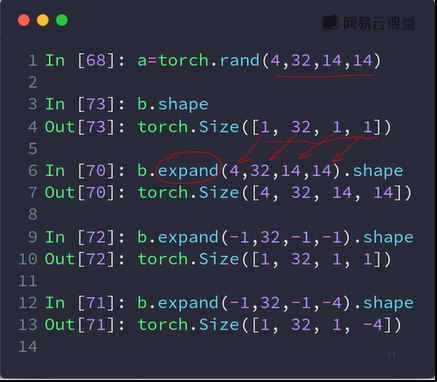 网易云课堂
1 In [68]: a=torch.rand(4,32,14,14)
2
3 In [73]: b.shape
4 Out[73]: torch.Size([1, 32, 1, 1])
5
6 In [70]: b.expand(4,32,14,14).shape
7 Out[70]: torch.Size([4, 32, 14, 14])
8
9 In [72]: b.expand(-1,32,-1,-1).shape
10 Out[72]: torch.Size([1, 32, 1, 1])
11
12 In [71]: b.expand(-1,32,-1,-4).shape
13 Out[71]: torch.Size([1, 32, 1, -4])
14